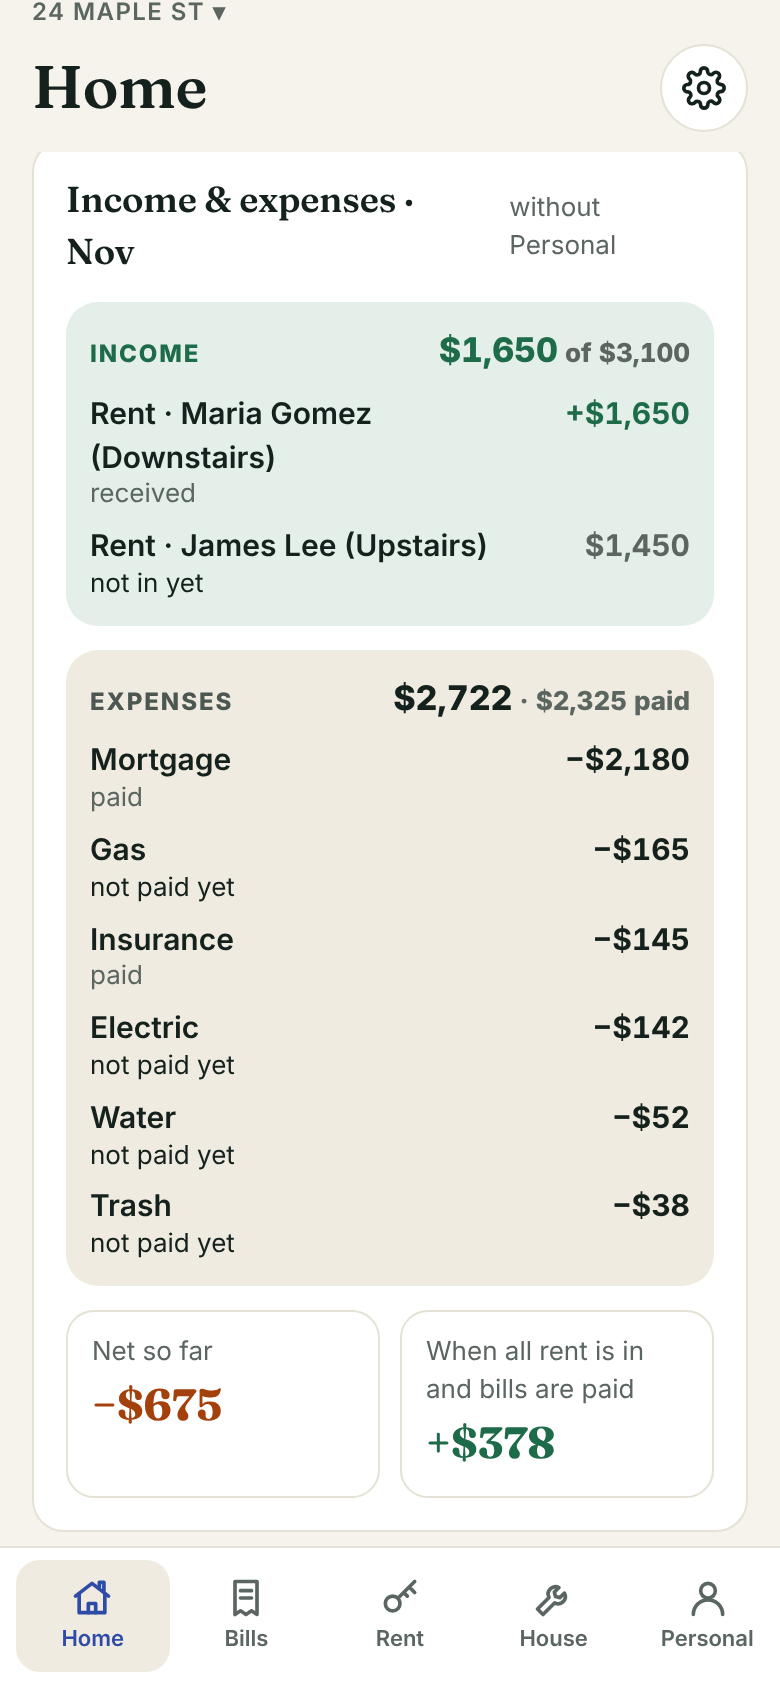 24 MAPLE ST ▼
Home
Income & expenses ·
Nov
without
Personal
INCOME
$1,650 of $3,100
Rent · Maria Gomez
(Downstairs)
+$1,650
received
Rent · James Lee (Upstairs)
$1,450
not in yet
EXPENSES
$2,722 · $2,325 paid
Mortgage
−$2,180
paid
Gas
−$165
not paid yet
Insurance
−$145
paid
Electric
−$142
not paid yet
Water
−$52
not paid yet
Trash
−$38
not paid yet
Net so far
−$675
When all rent is in
and bills are paid
+$378
Home
Bills
Rent
House
Personal